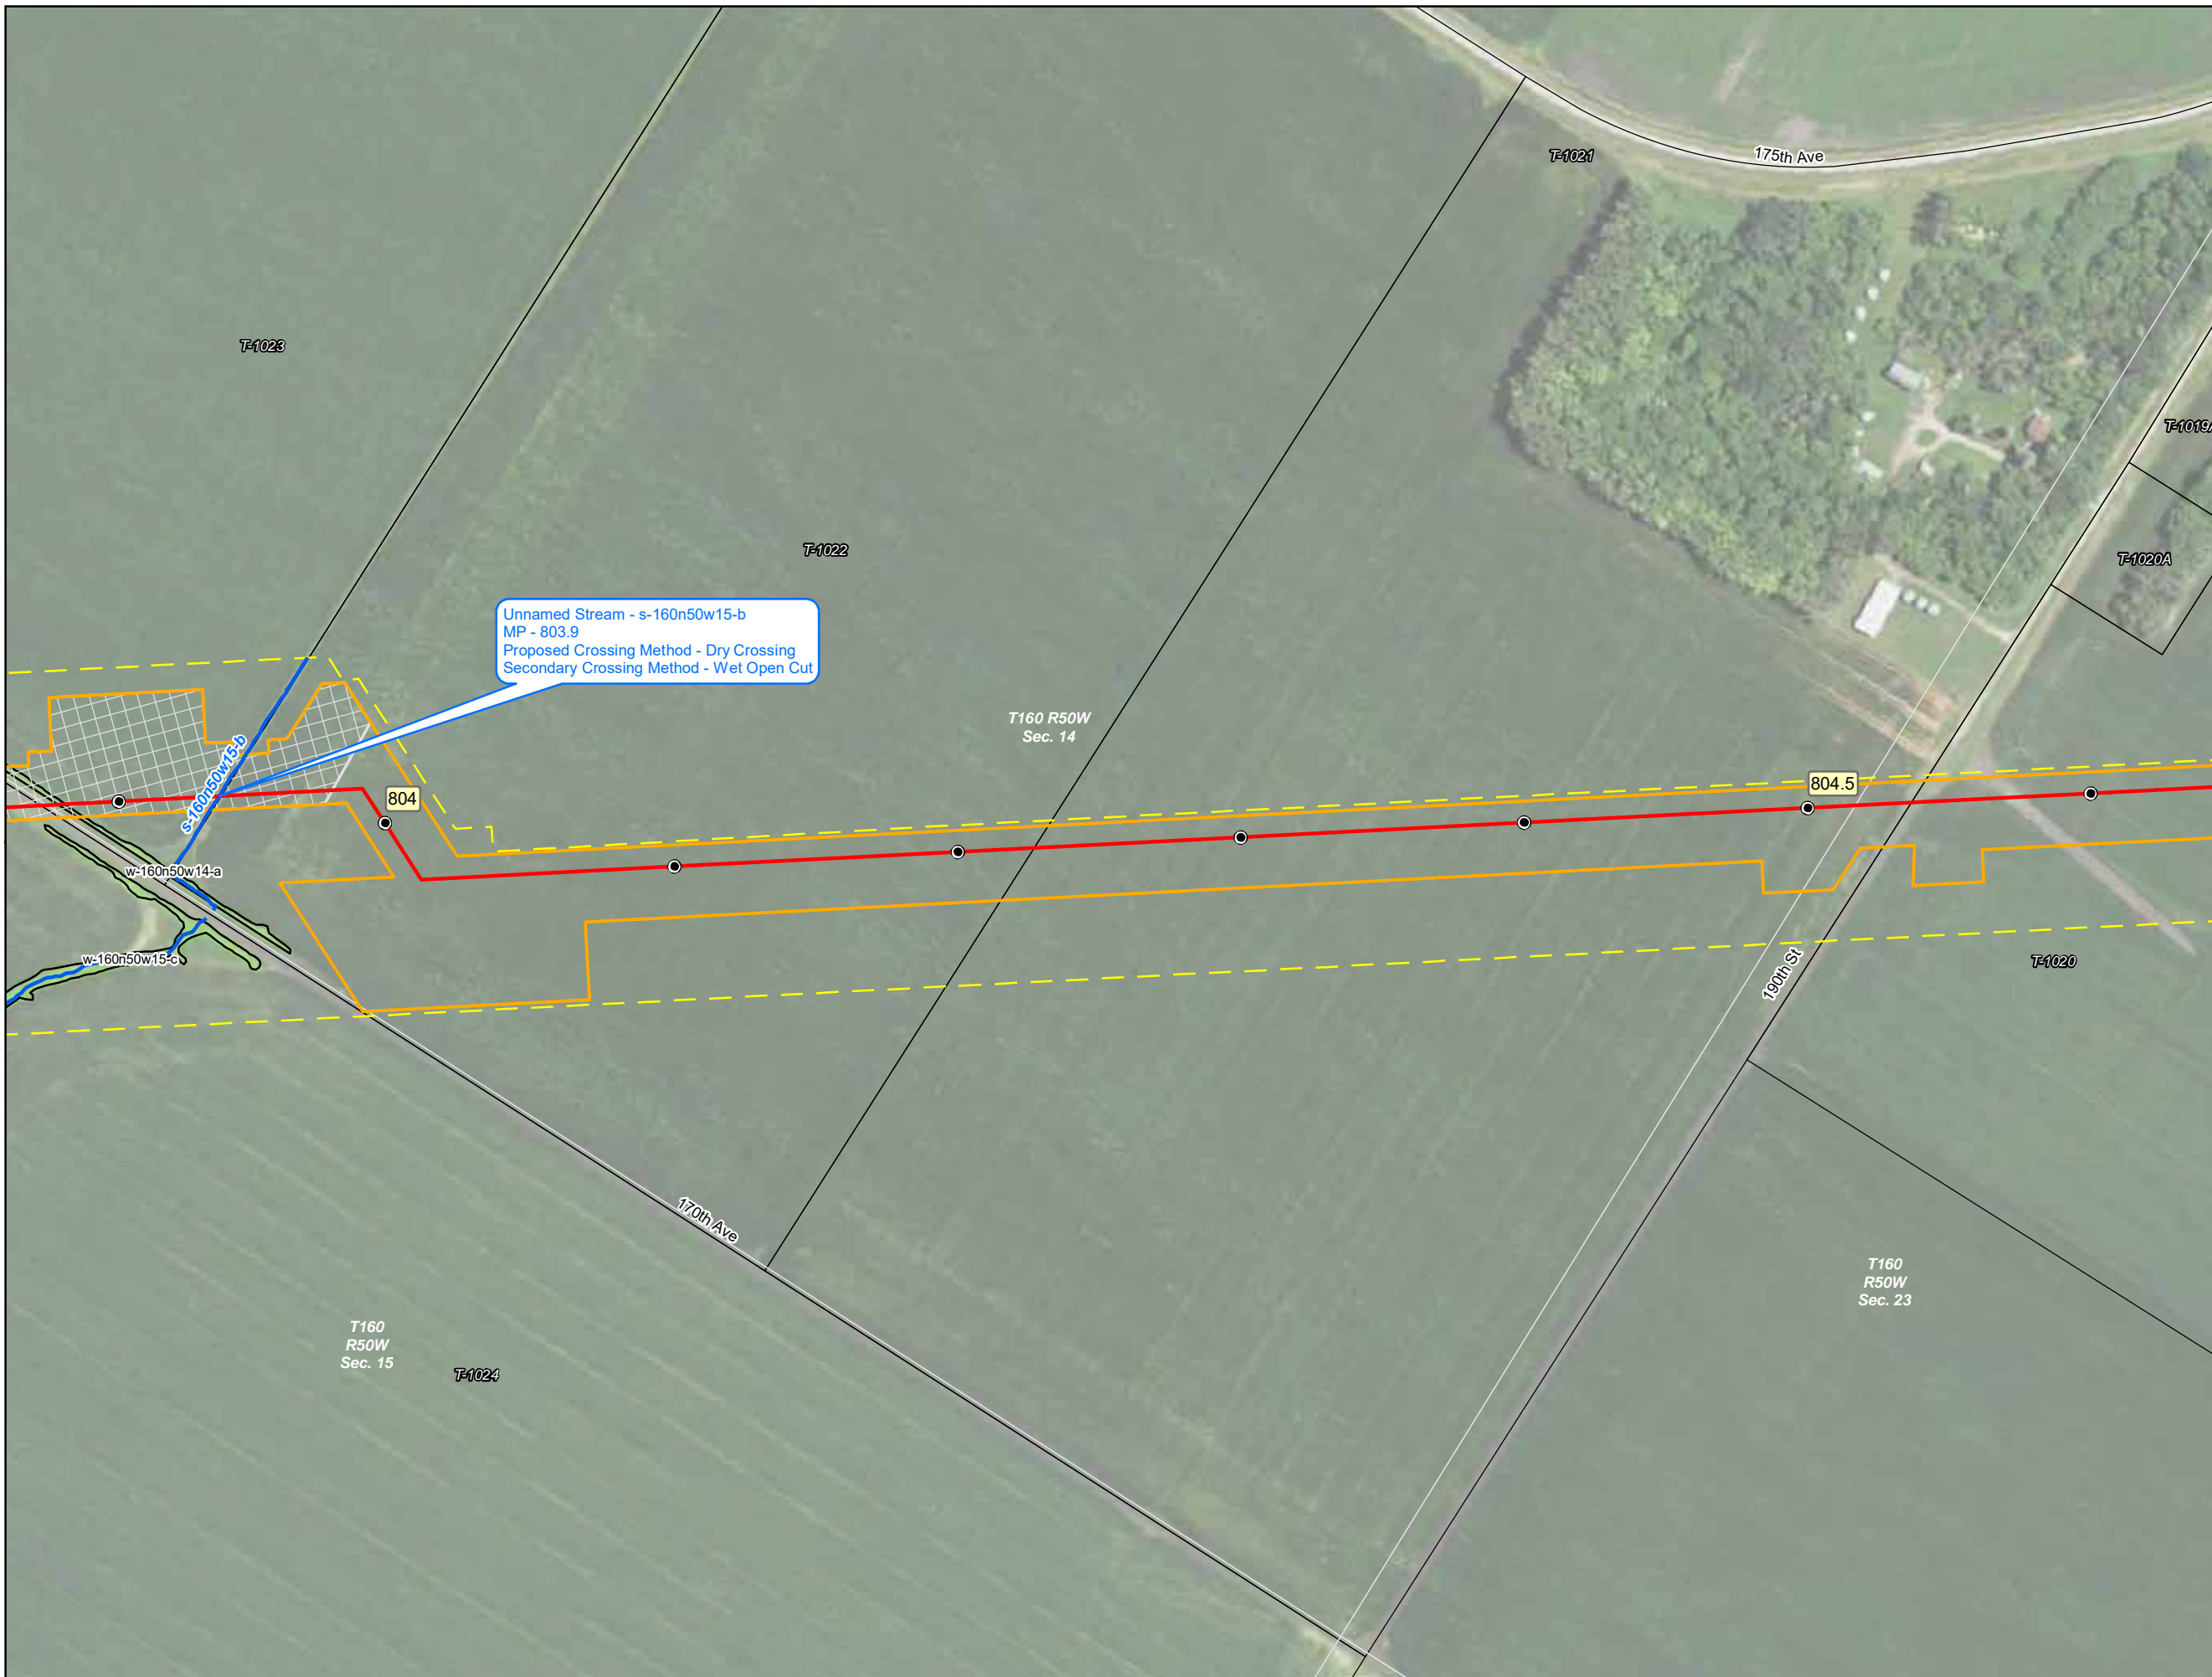 175th Ave
T-1021
T-1023
T-1019A
T-1022
T-1020A
Unnamed Stream - s-160n50w15-b
MP - 803.9
Proposed Crossing Method - Dry Crossing
Secondary Crossing Method - Wet Open Cut
T160 R50W
Sec. 14
s-160n50w15-b
804
804.5
w-160n50w14-a
w-160n50w15-c
190th St
T-1020
170th Ave
T160
R50W
Sec. 23
T160
R50W
Sec. 15
T-1024